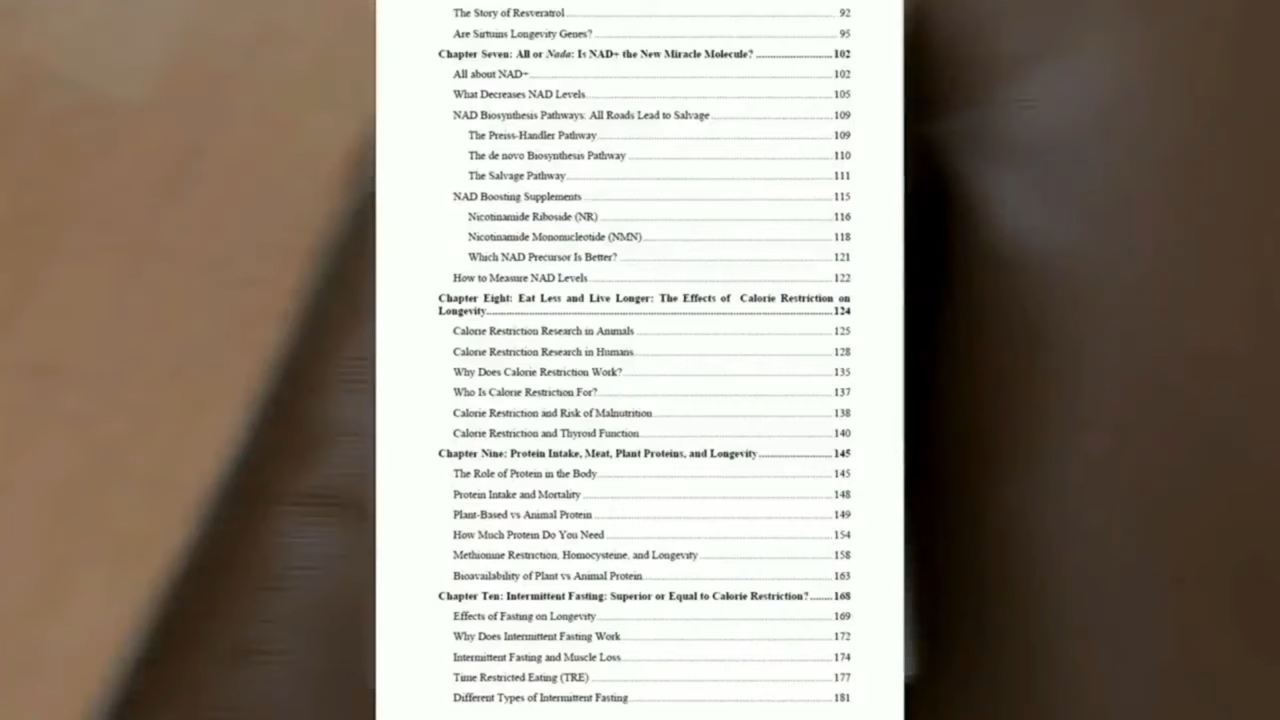 The Story of Resveratrol 92
Are Sirtuins Longevity Genes? 95
Chapter Seven: All or Nada: Is NAD+ the New Miracle Molecule? 102
All about NAD+ 102
What Decreases NAD Levels 105
NAD Biosynthesis Pathways: All Roads Lead to Salvage 109
The Preiss-Handler Pathway 109
The de novo Biosynthesis Pathway 110
The Salvage Pathway 111
NAD Boosting Supplements 115
Nicotinamide Riboside (NR) 116
Nicotinamide Mononucleotide (NMN) 118
Which NAD Precursor Is Better? 121
How to Measure NAD Levels 122
Chapter Eight: Eat Less and Live Longer: The Effects of Calorie Restriction on
Longevity 124
Calorie Restriction Research in Animals 125
Calorie Restriction Research in Humans 128
Why Does Calorie Restriction Work? 135
Who Is Calorie Restriction For? 137
Calorie Restriction and Risk of Malnutrition 138
Calorie Restriction and Thyroid Function 140
Chapter Nine: Protein Intake, Meat, Plant Proteins, and Longevity 145
The Role of Protein in the Body 145
Protein Intake and Mortality 148
Plant-Based vs Animal Protein 149
How Much Protein Do You Need 154
Methionine Restriction, Homocysteine, and Longevity 158
Bioavailability of Plant vs Animal Protein 163
Chapter Ten: Intermittent Fasting: Superior or Equal to Calorie Restriction? 168
Effects of Fasting on Longevity 169
Why Does Intermittent Fasting Work 172
Intermittent Fasting and Muscle Loss 174
Time Restricted Eating (TRE) 177
Different Types of Intermittent Fasting 181